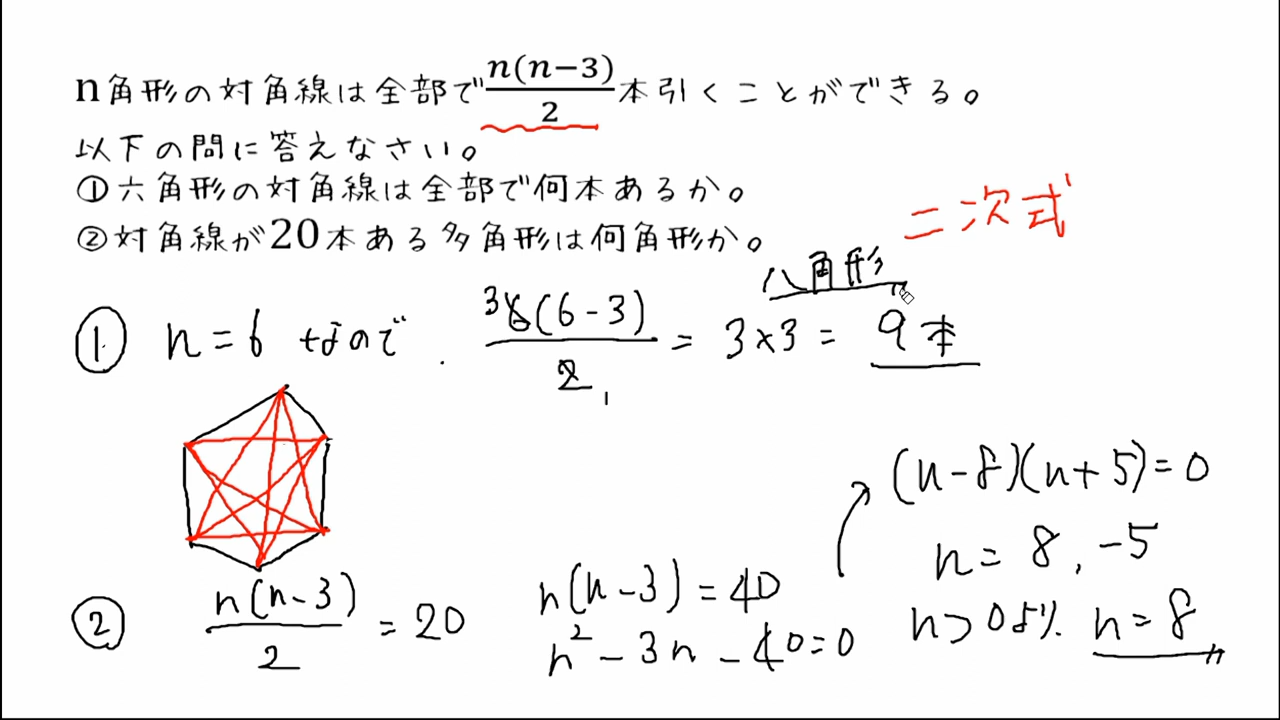 n角形の対角線は全部でn(n−3)/2本引くことができる。
以下の問に答えなさい。
①六角形の対角線は全部で何本あるか。
②対角線が20本ある多角形は何角形か。
二次式
八角形
① n=6 なので 3 6(6-3)/2 1 = 3×3 = 9本
② n(n-3)/2 = 20
n(n-3) = 40
n²-3n-40=0
(n-8)(n+5)=0
n= 8, -5
n>0より n=8